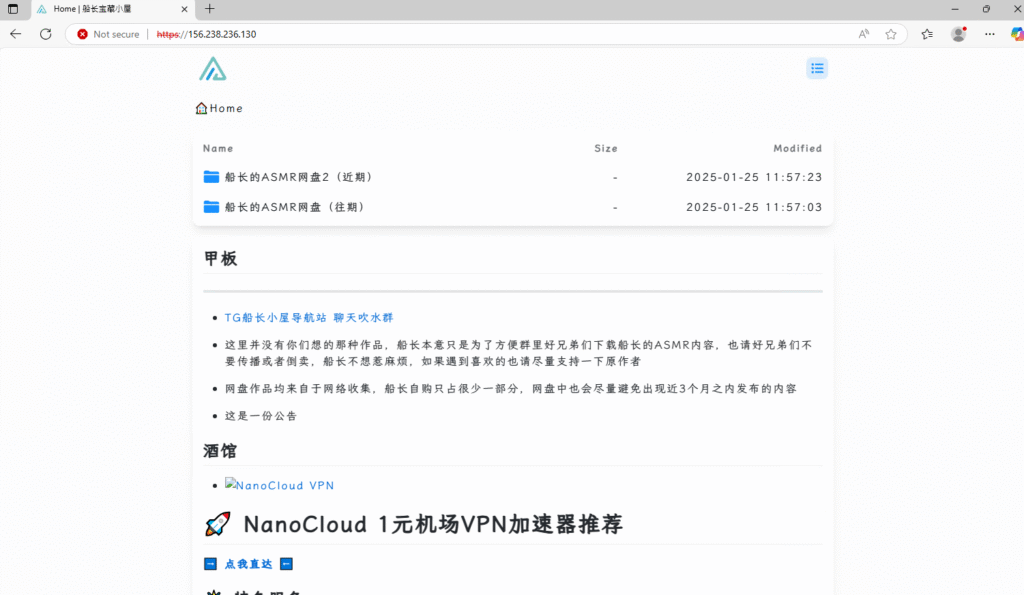 Home | 船长宝藏小屋
Not secure
https://156.238.236.130
Home
Name Size Modified
船长的ASMR网盘2（近期） - 2025-01-25 11:57:23
船长的ASMR网盘（往期） - 2025-01-25 11:57:03
甲板
TG船长小屋导航站 聊天吹水群
这里并没有你们想的那种作品，船长本意只是为了方便群里好兄弟们下载船长的ASMR内容，也请好兄弟们不
要传播或者倒卖，船长不想惹麻烦，如果遇到喜欢的也请尽量支持一下原作者
网盘作品均来自于网络收集，船长自购只占很少一部分，网盘中也会尽量避免出现近3个月之内发布的内容
这是一份公告
酒馆
NanoCloud VPN
🚀 NanoCloud 1元机场VPN加速器推荐
点我直达